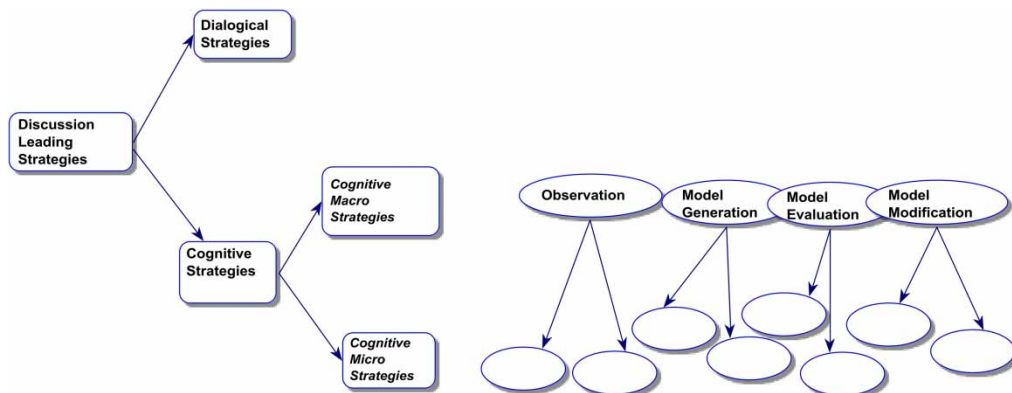 Dialogical
Strategies
Discussion
Leading
Strategies
Cognitive
Macro
Strategies
Cognitive
Strategies
Cognitive
Micro
Strategies
Observation
Model
Generation
Model
Evaluation
Model
Modification